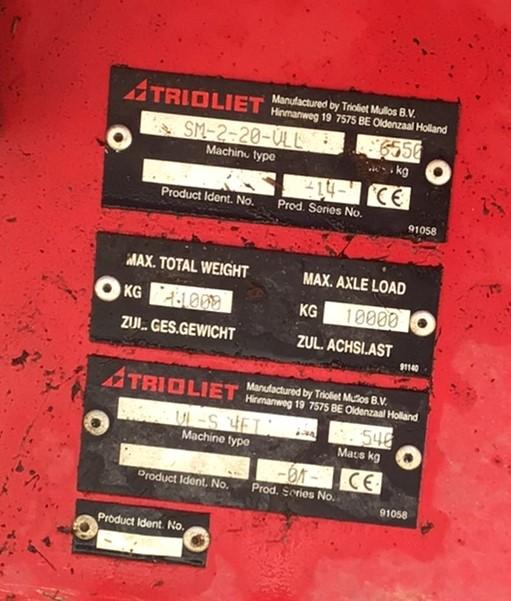 TRIOLIET Manufactured by Trioliet Mullos B.V.
Hinmanweg 19 7575 BE Oldenzaal Holland
SM-2-20-VLL 6550
Machine type kg
-14- CE
Product Ident. No. Prod. Series No.
91058
MAX. TOTAL WEIGHT MAX. AXLE LOAD
KG 11000 KG 10000
ZUL. GES.GEWICHT ZUL. ACHSLAST
91140
TRIOLIET Manufactured by Trioliet Mullos B.V.
Hinmanweg 19 7575 BE Oldenzaal Holland
540
Machine type Mass kg
-01- CE
Product Ident. No. Prod. Series No.
91058
Product Ident. No.